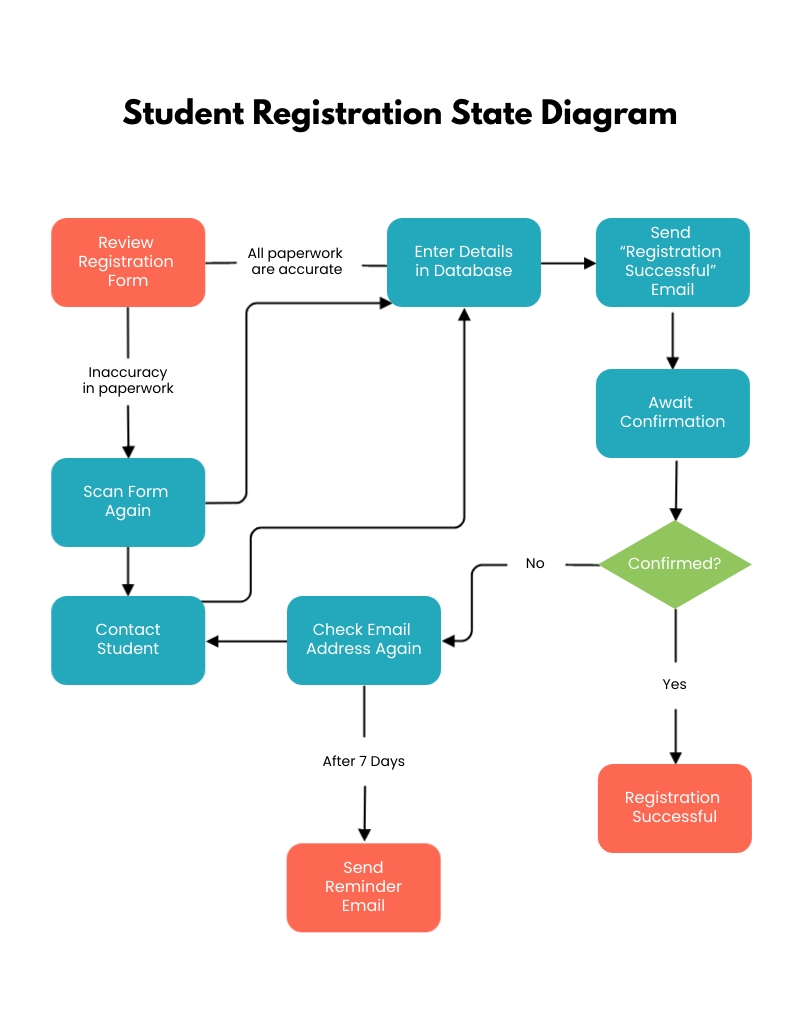 Student Registration State Diagram
Review
Registration
Form
All paperwork
are accurate
Enter Details
in Database
Send
“Registration
Successful”
Email
Inaccuracy
in paperwork
Await
Confirmation
Scan Form
Again
Confirmed?
No
Contact
Student
Check Email
Address Again
Yes
After 7 Days
Registration
Successful
Send
Reminder
Email